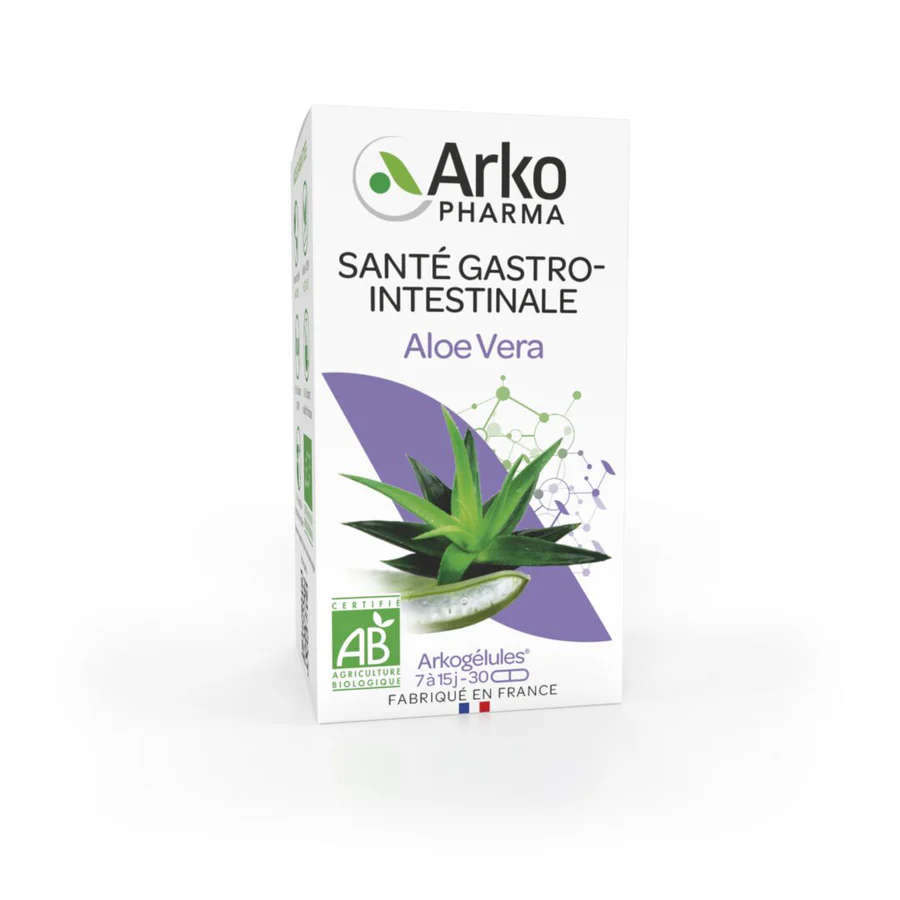 Arko
PHARMA
SANTÉ GASTRO-
INTESTINALE
Aloe Vera
CERTIFIÉ
AB
AGRICULTURE
BIOLOGIQUE
Arkogélules®
7 à 15j - 30
FABRIQUÉ EN FRANCE